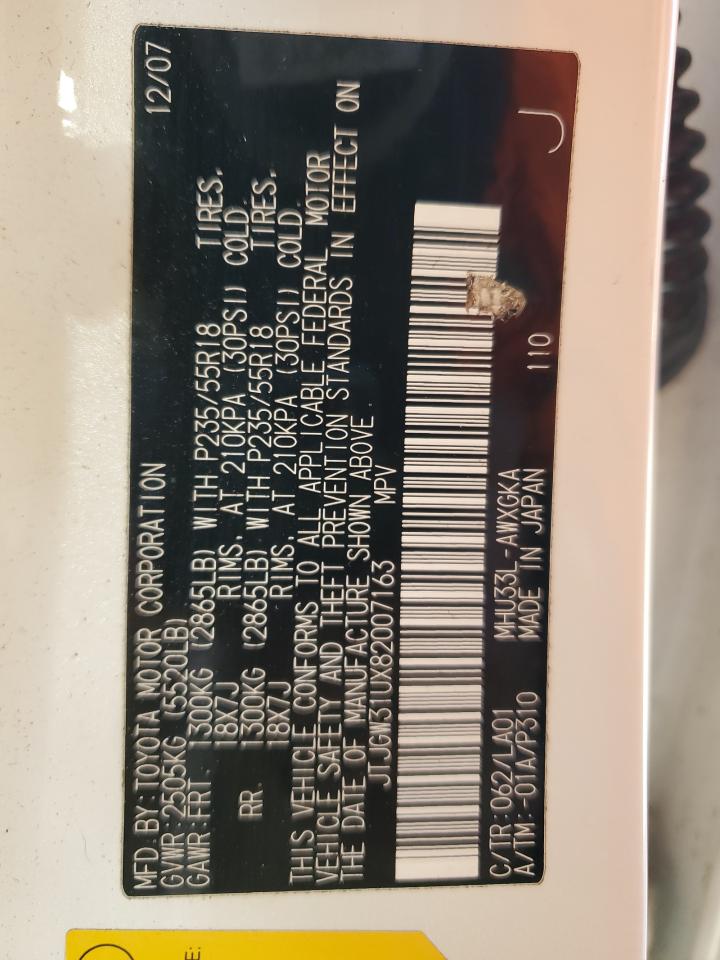 MFD. BY: TOYOTA MOTOR CORPORATION 12/07
GVWR: 2505KG (5520LB)
GAWR: FRT 1300KG (2865LB) WITH P235/55R18 TIRES,
18X7J RIMS, AT 210KPA (30PSI) COLD.
RR. 1300KG (2865LB) WITH P235/55R18 TIRES,
18X7J RIMS, AT 210KPA (30PSI) COLD.
THIS VEHICLE CONFORMS TO ALL APPLICABLE FEDERAL MOTOR
VEHICLE SAFETY AND THEFT PREVENTION STANDARDS IN EFFECT ON
THE DATE OF MANUFACTURE SHOWN ABOVE.
JTJGW31UX82007163 MPV
C/TR: 062/LA01 MHU33L-AWXGKA
A/TM: -01A/P310 MADE IN JAPAN 110 J
E: